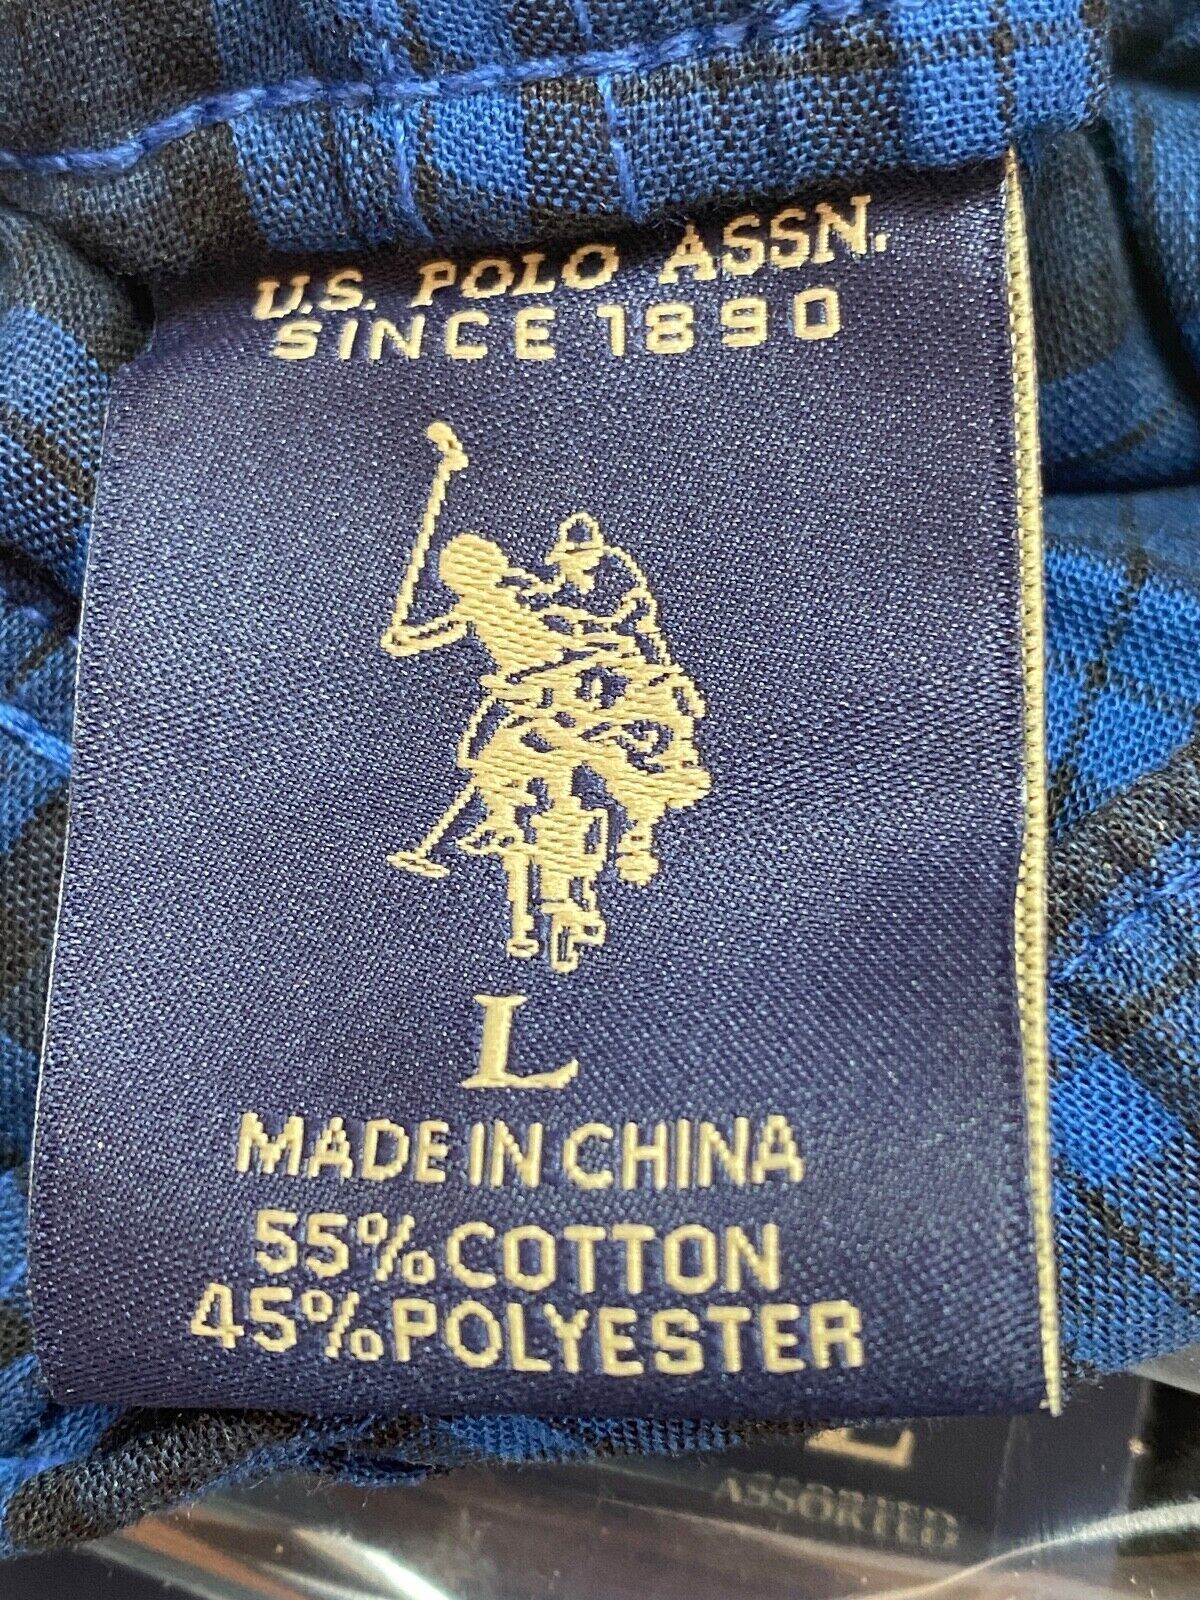 U.S. POLO ASSN.
SINCE 1890
L
MADE IN CHINA
55% COTTON
45% POLYESTER
L
ASSORTED